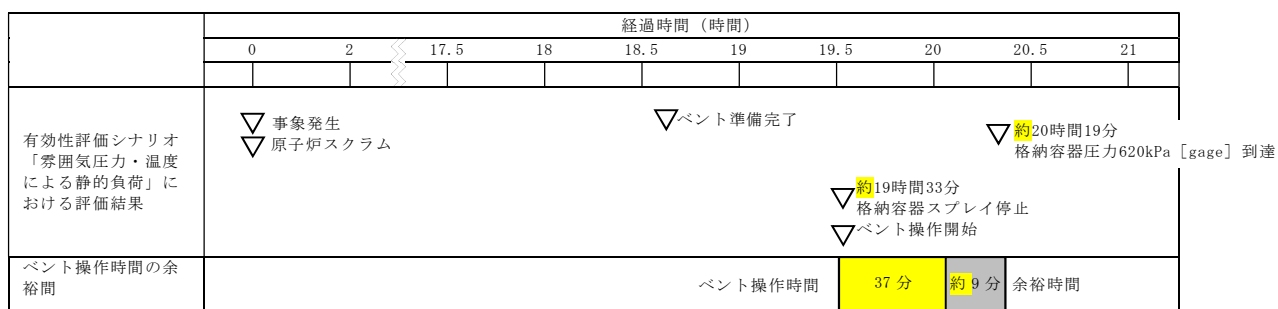 経過時間（時間）
0 2 17.5 18 18.5 19 19.5 20 20.5 21
有効性評価シナリオ
「雰囲気圧力・温度
による静的負荷」に
おける評価結果
事象発生
原子炉スクラム
ベント準備完了
約20時間19分
格納容器圧力620kPa［gage］到達
約19時間33分
格納容器スプレイ停止
ベント操作開始
ベント操作時間の余
裕間
ベント操作時間 37 分 約 9 分 余裕時間